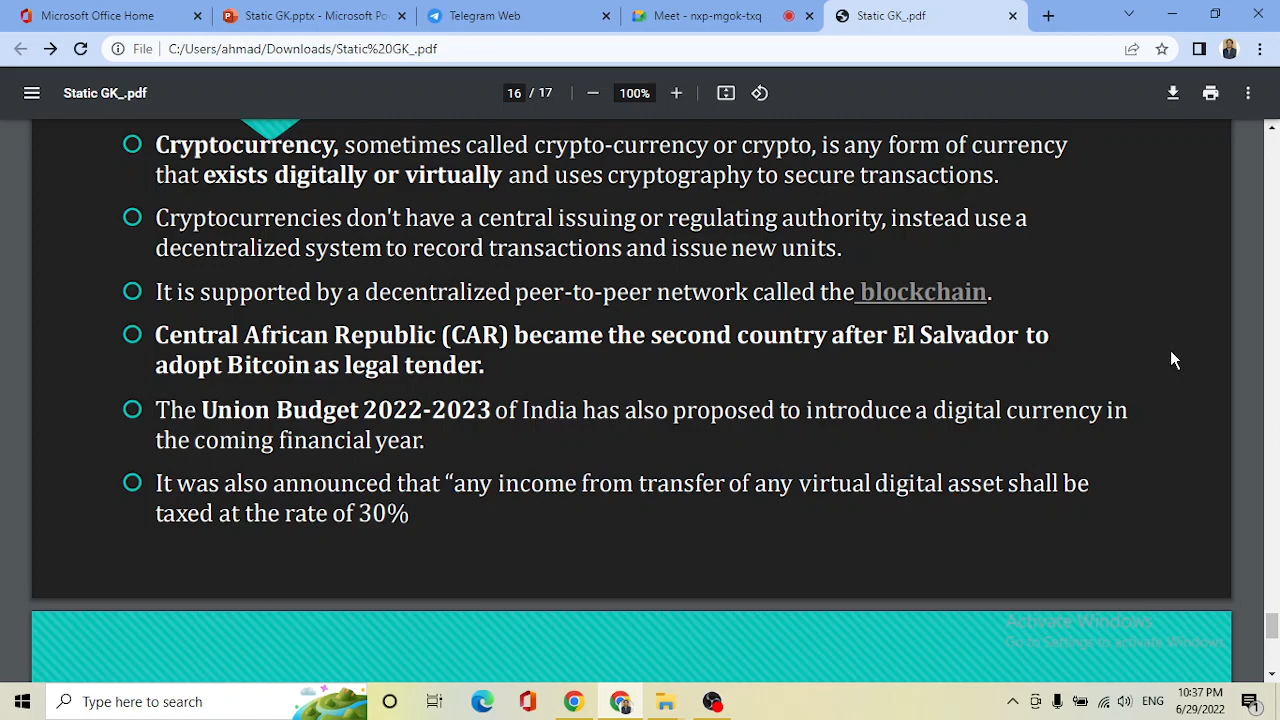 Microsoft Office Home
Static GK.pptx - Microsoft Po
Telegram Web
Meet - nxp-mgok-txq
Static GK_.pdf
File
C:/Users/ahmad/Downloads/Static%20GK_.pdf
Static GK_.pdf
16 / 17
100%
Cryptocurrency, sometimes called crypto-currency or crypto, is any form of currency
that exists digitally or virtually and uses cryptography to secure transactions.
Cryptocurrencies don't have a central issuing or regulating authority, instead use a
decentralized system to record transactions and issue new units.
It is supported by a decentralized peer-to-peer network called the blockchain.
Central African Republic (CAR) became the second country after El Salvador to
adopt Bitcoin as legal tender.
The Union Budget 2022-2023 of India has also proposed to introduce a digital currency in
the coming financial year.
It was also announced that “any income from transfer of any virtual digital asset shall be
taxed at the rate of 30%
Activate Windows
Go to Settings to activate Windows.
Type here to search
ENG
10:37 PM
6/29/2022
1